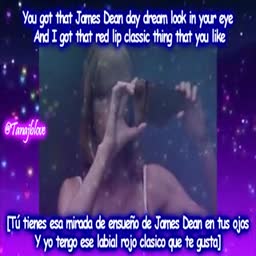 You got that James Dean day dream look in your eye
And I got that red lip classic thing that you like
@Tanajblove
[Tú tienes esa mirada de ensueño de James Dean en tus ojos
Y yo tengo ese labial rojo clasico que te gusta]